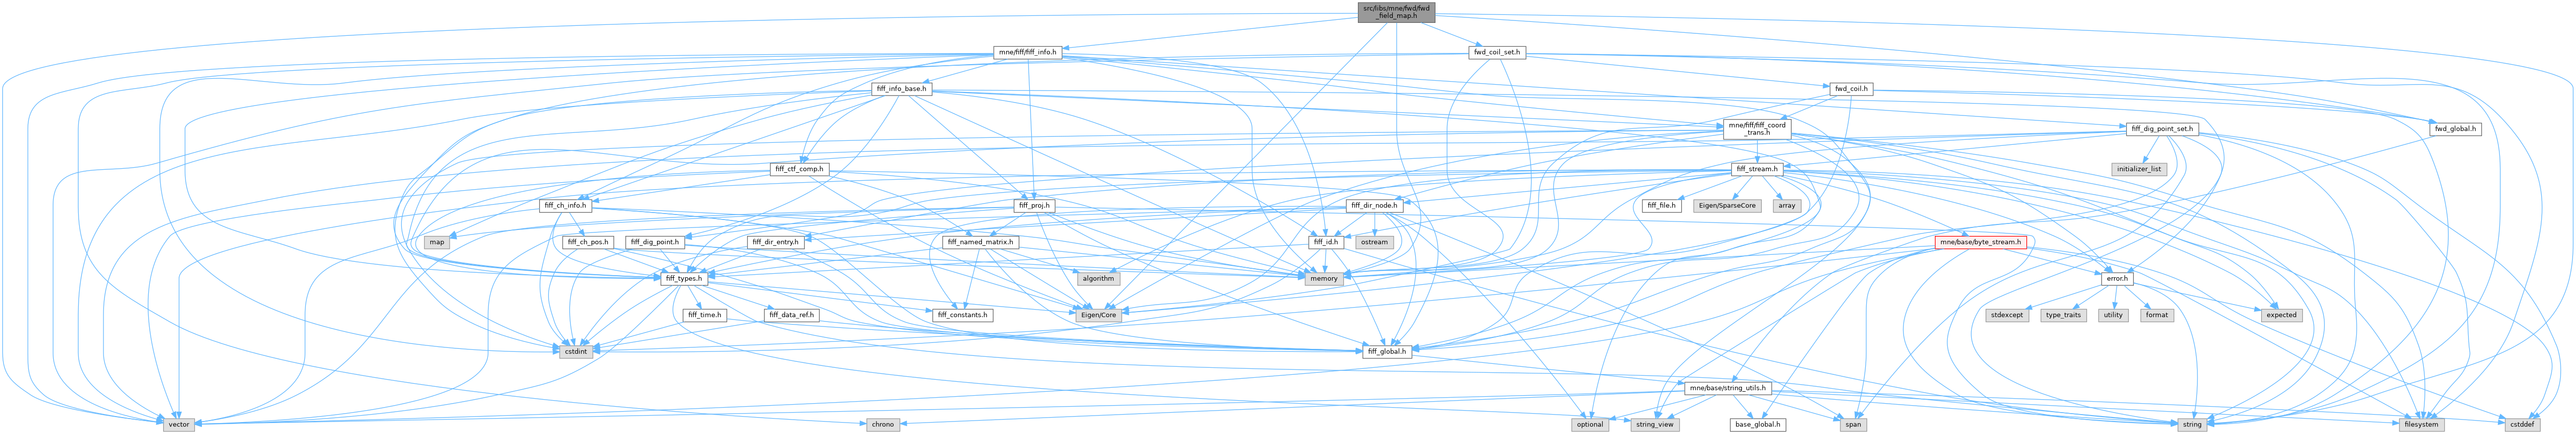 src/libs/mne/fwd/fwd
_field_map.h
mne/fiff/fiff_info.h
fwd_coil_set.h
fiff_info_base.h
fwd_coil.h
mne/fiff/fiff_coord
_trans.h
fiff_dig_point_set.h
fwd_global.h
fiff_ctf_comp.h
fiff_stream.h
initializer_list
fiff_ch_info.h
fiff_proj.h
fiff_dir_node.h
fiff_file.h
Eigen/SparseCore
array
map
fiff_ch_pos.h
fiff_dig_point.h
fiff_dir_entry.h
fiff_named_matrix.h
fiff_id.h
ostream
mne/base/byte_stream.h
fiff_types.h
algorithm
memory
error.h
fiff_time.h
fiff_data_ref.h
fiff_constants.h
Eigen/Core
stdexcept
type_traits
utility
format
expected
cstdint
fiff_global.h
mne/base/string_utils.h
vector
chrono
optional
string_view
base_global.h
span
string
filesystem
cstddef